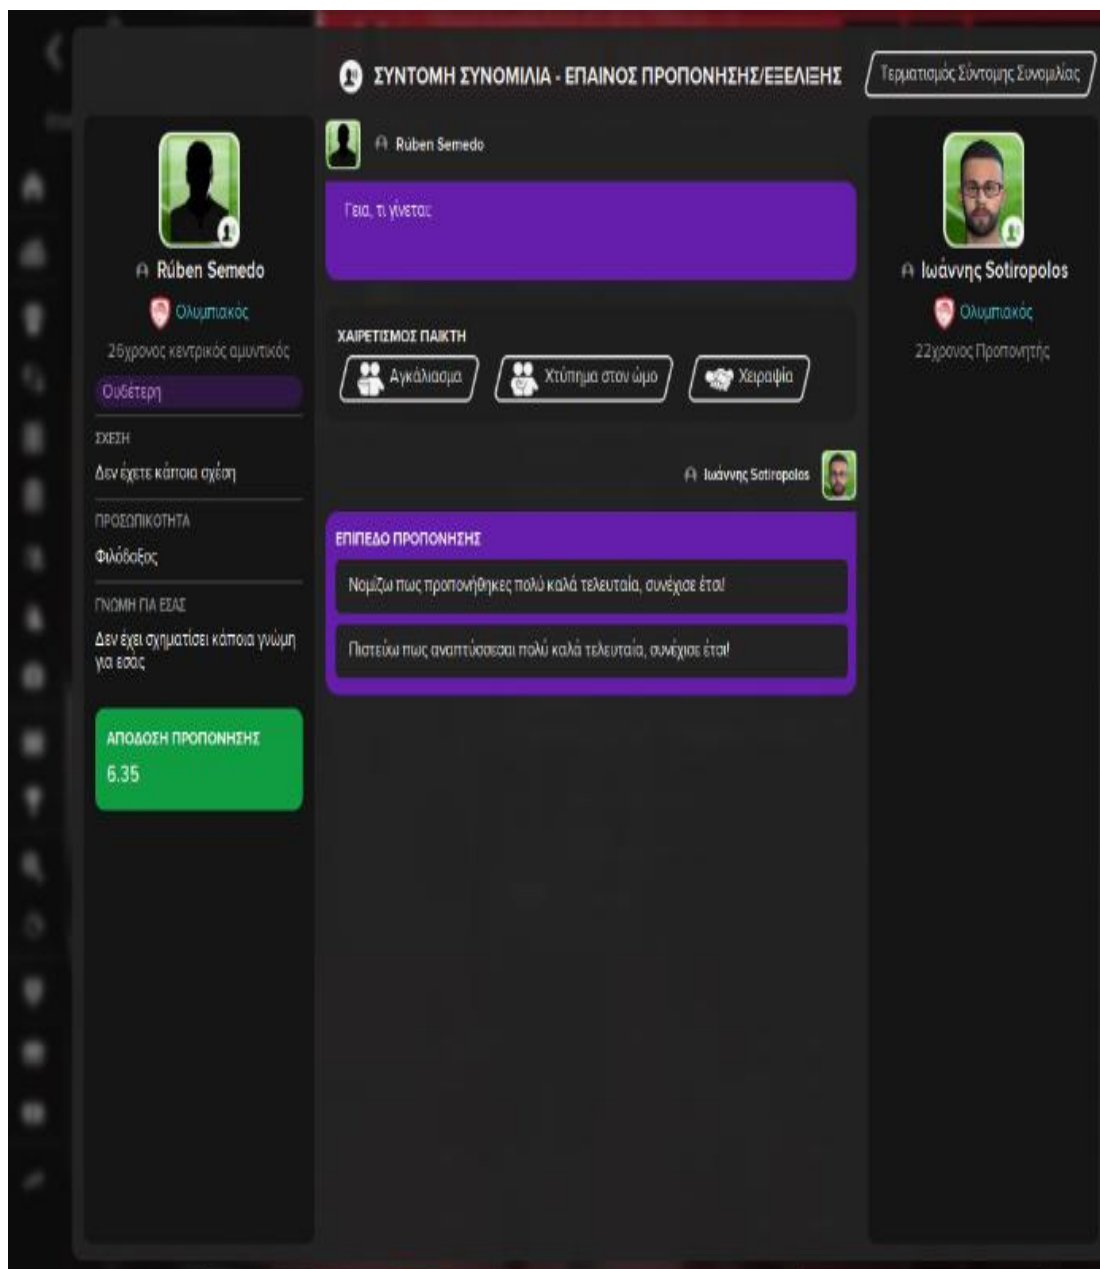 ΣΥΝΤΟΜΗ ΣΥΝΟΜΙΛΙΑ - ΕΠΑΙΝΟΣ ΠΡΟΠΟΝΗΣΗΣ/ΕΞΕΛΙΞΗΣ
Τερματισμός Σύντομης Συνομιλίας
Rúben Semedo
Ολυμπιακός
26χρονος κεντρικός αμυντικός
Ουδέτερη
ΣΧΕΣΗ
Δεν έχετε κάποια σχέση
ΠΡΟΣΩΠΙΚΟΤΗΤΑ
Φιλόδοξος
ΓΝΩΜΗ ΓΙΑ ΕΣΑΣ
Δεν έχει σχηματίσει κάποια γνώμη
για εσάς
ΑΠΟΔΟΣΗ ΠΡΟΠΟΝΗΣΗΣ
6.35
Rúben Semedo
Γεια, τι γίνεται;
ΧΑΙΡΕΤΙΣΜΟΣ ΠΑΙΚΤΗ
Αγκάλιασμα
Χτύπημα στον ώμο
Χειραψία
Ιωάννης Sotiropolos
ΕΠΙΠΕΔΟ ΠΡΟΠΟΝΗΣΗΣ
Νομίζω πως προπονήθηκες πολύ καλά τελευταία, συνέχισε έτσι!
Πιστεύω πως αναπτύσσεσαι πολύ καλά τελευταία, συνέχισε έτσι!
Ιωάννης Sotiropolos
Ολυμπιακός
22χρονος Προπονητής